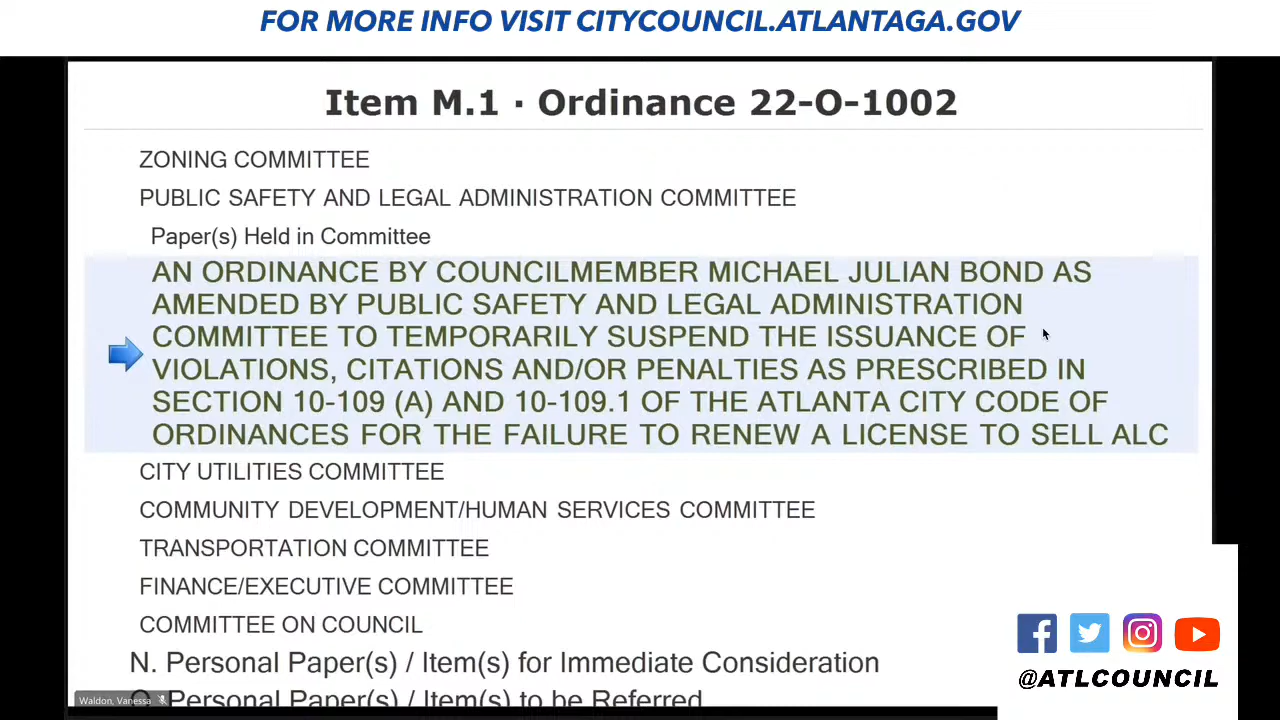 FOR MORE INFO VISIT CITYCOUNCIL.ATLANTAGA.GOV
Item M.1 · Ordinance 22-O-1002
ZONING COMMITTEE
PUBLIC SAFETY AND LEGAL ADMINISTRATION COMMITTEE
Paper(s) Held in Committee
AN ORDINANCE BY COUNCILMEMBER MICHAEL JULIAN BOND AS
AMENDED BY PUBLIC SAFETY AND LEGAL ADMINISTRATION
COMMITTEE TO TEMPORARILY SUSPEND THE ISSUANCE OF
VIOLATIONS, CITATIONS AND/OR PENALTIES AS PRESCRIBED IN
SECTION 10-109 (A) AND 10-109.1 OF THE ATLANTA CITY CODE OF
ORDINANCES FOR THE FAILURE TO RENEW A LICENSE TO SELL ALC
CITY UTILITIES COMMITTEE
COMMUNITY DEVELOPMENT/HUMAN SERVICES COMMITTEE
TRANSPORTATION COMMITTEE
FINANCE/EXECUTIVE COMMITTEE
COMMITTEE ON COUNCIL
N. Personal Paper(s) / Item(s) for Immediate Consideration
O. Personal Paper(s) / Item(s) to be Referred
Waldon, Vanessa
@ATLCOUNCIL